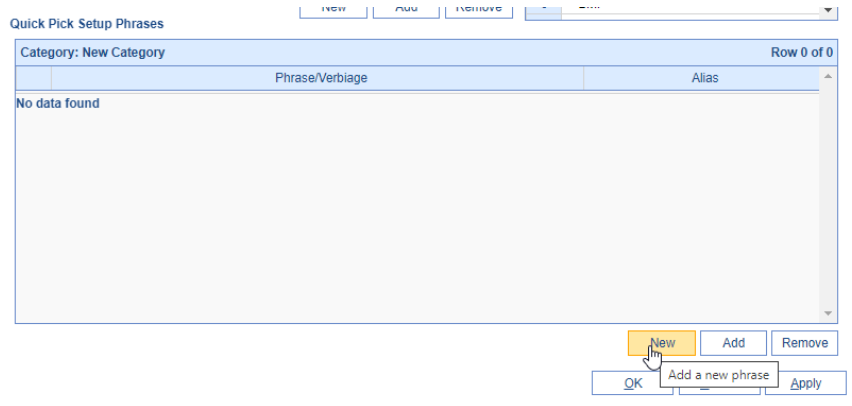 New Add Remove
Quick Pick Setup Phrases
Category: New Category Row 0 of 0
Phrase/Verbiage Alias
No data found
New Add Remove
Add a new phrase
OK Apply